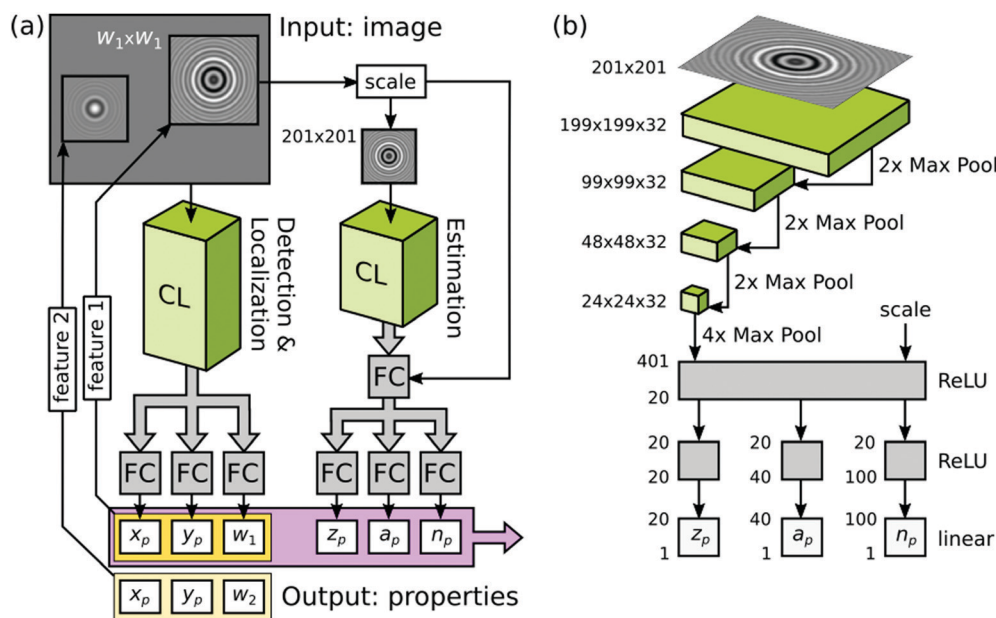 (a)
w₁x w₁
Input: image
scale
201x201
CL
Detection &
Localization
CL
Estimation
feature 2
feature 1
FC
FC FC FC
FC FC FC
xₚ yₚ w₁
zₚ aₚ nₚ
xₚ yₚ w₂
Output: properties
(b)
201x201
199x199x32
2x Max Pool
99x99x32
2x Max Pool
48x48x32
2x Max Pool
24x24x32
4x Max Pool
scale
401
20
ReLU
20 20 20
20 40 100
ReLU
20 40 100
zₚ aₚ nₚ
1 1 1
linear